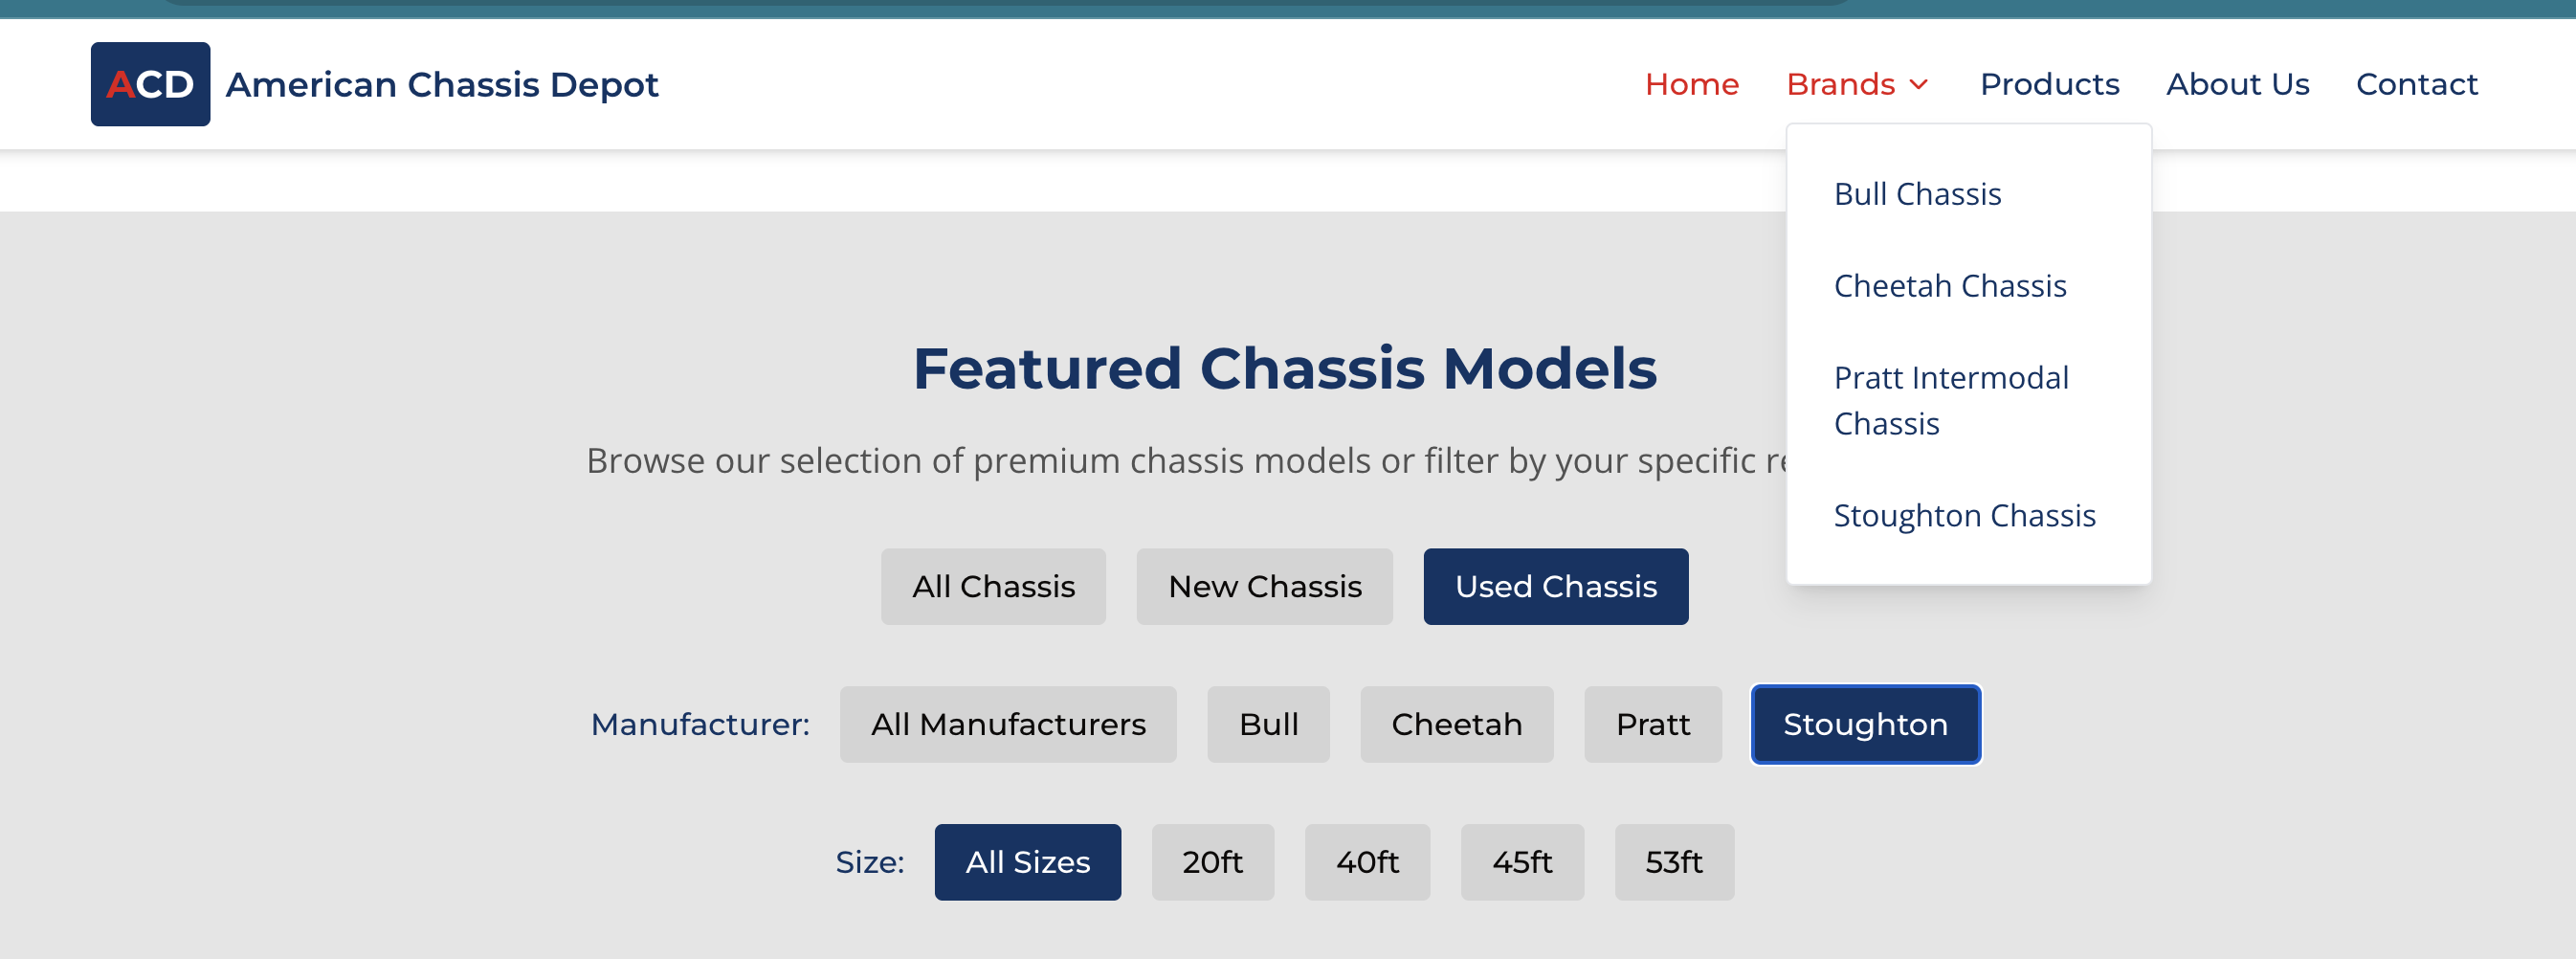 ACD American Chassis Depot
Home Brands Products About Us Contact
Bull Chassis
Cheetah Chassis
Pratt Intermodal
Chassis
Stoughton Chassis
Featured Chassis Models
Browse our selection of premium chassis models or filter by your specific
All Chassis New Chassis Used Chassis
Manufacturer: All Manufacturers Bull Cheetah Pratt Stoughton
Size: All Sizes 20ft 40ft 45ft 53ft